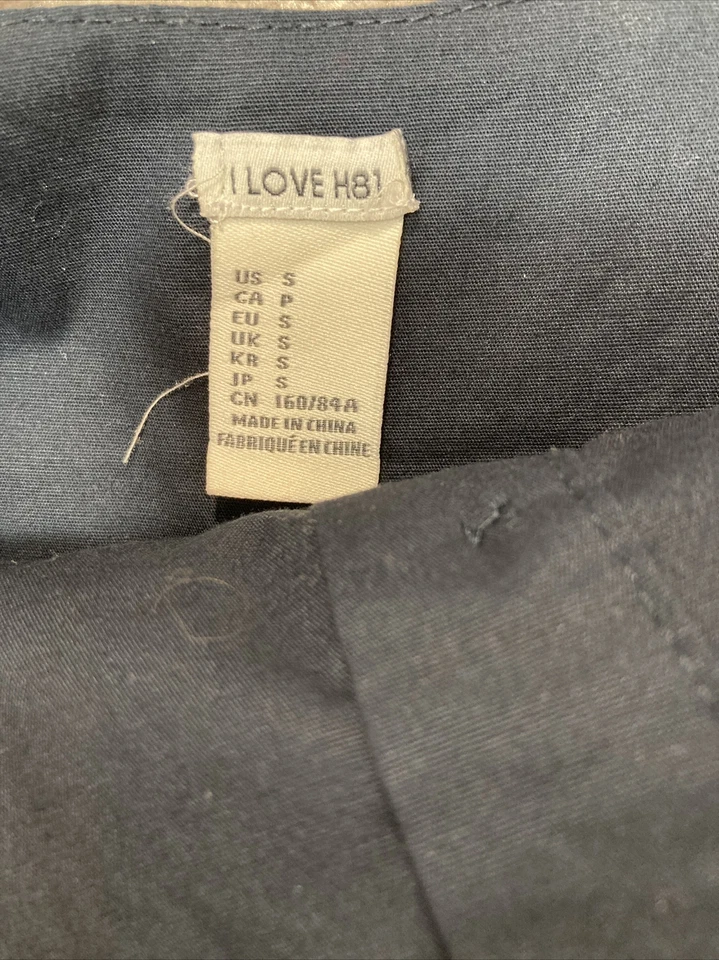 I LOVE H81
US S
CA P
EU S
UK S
KR S
JP S
CN 160/84A
MADE IN CHINA
FABRIQUÉ EN CHINE